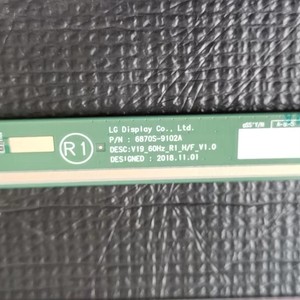 LG Display Co., Ltd.
P/N : 6870S-9102A
DESC:V19_60Hz_R1_H/F_V1.0
DESIGNED : 2018.11.01
R1